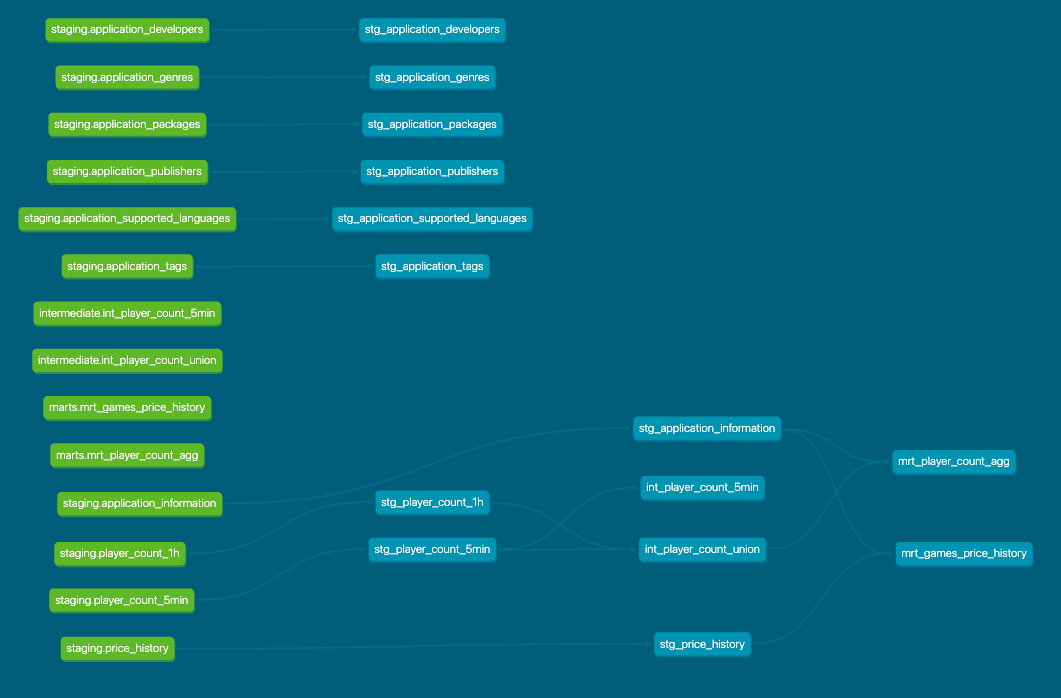 staging.application_developers
stg_application_developers
staging.application_genres
stg_application_genres
staging.application_packages
stg_application_packages
staging.application_publishers
stg_application_publishers
staging.application_supported_languages
stg_application_supported_languages
staging.application_tags
stg_application_tags
intermediate.int_player_count_5min
intermediate.int_player_count_union
marts.mrt_games_price_history
stg_application_information
marts.mrt_player_count_agg
mrt_player_count_agg
int_player_count_5min
staging.application_information
stg_player_count_1h
staging.player_count_1h
stg_player_count_5min
int_player_count_union
mrt_games_price_history
staging.player_count_5min
staging.price_history
stg_price_history